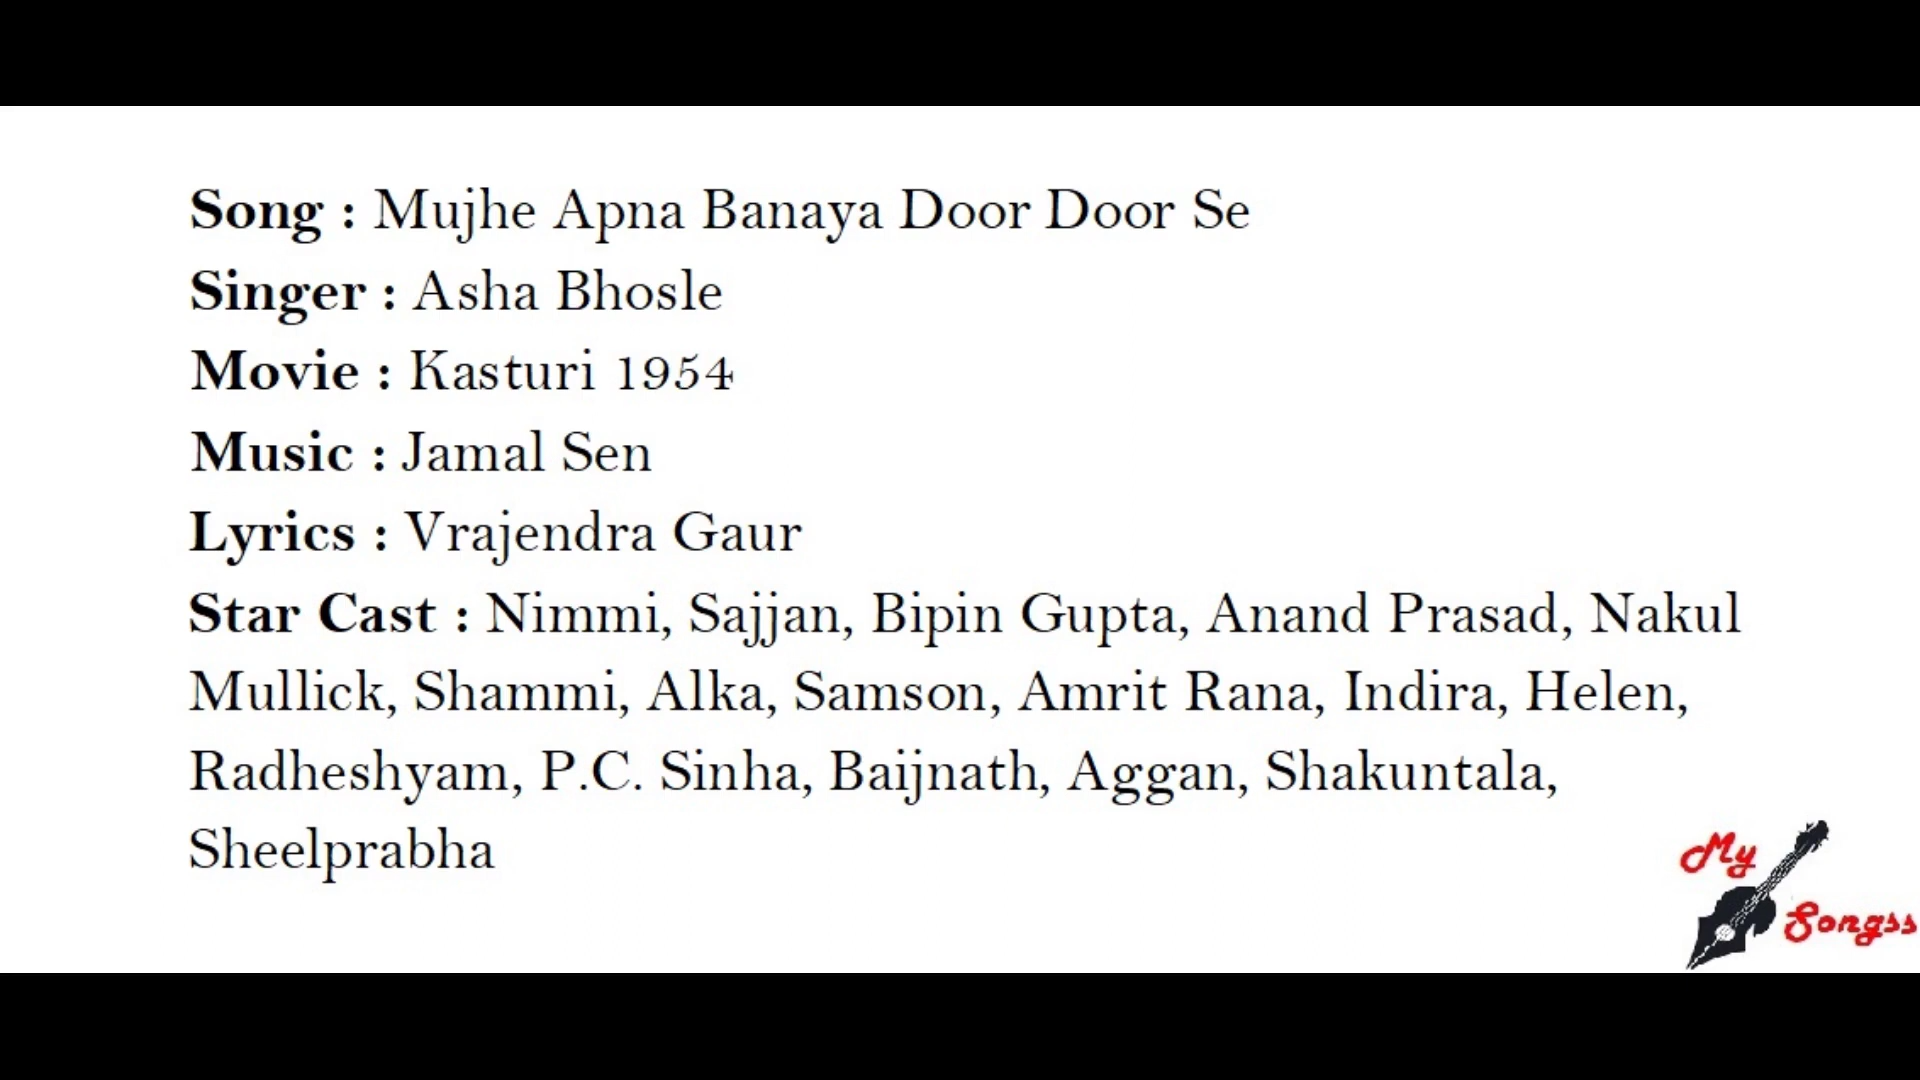 Song : Mujhe Apna Banaya Door Door Se
Singer : Asha Bhosle
Movie : Kasturi 1954
Music : Jamal Sen
Lyrics : Vrajendra Gaur
Star Cast : Nimmi, Sajjan, Bipin Gupta, Anand Prasad, Nakul
Mullick, Shammi, Alka, Samson, Amrit Rana, Indira, Helen,
Radheshyam, P.C. Sinha, Baijnath, Aggan, Shakuntala,
Sheelprabha
My
Songss